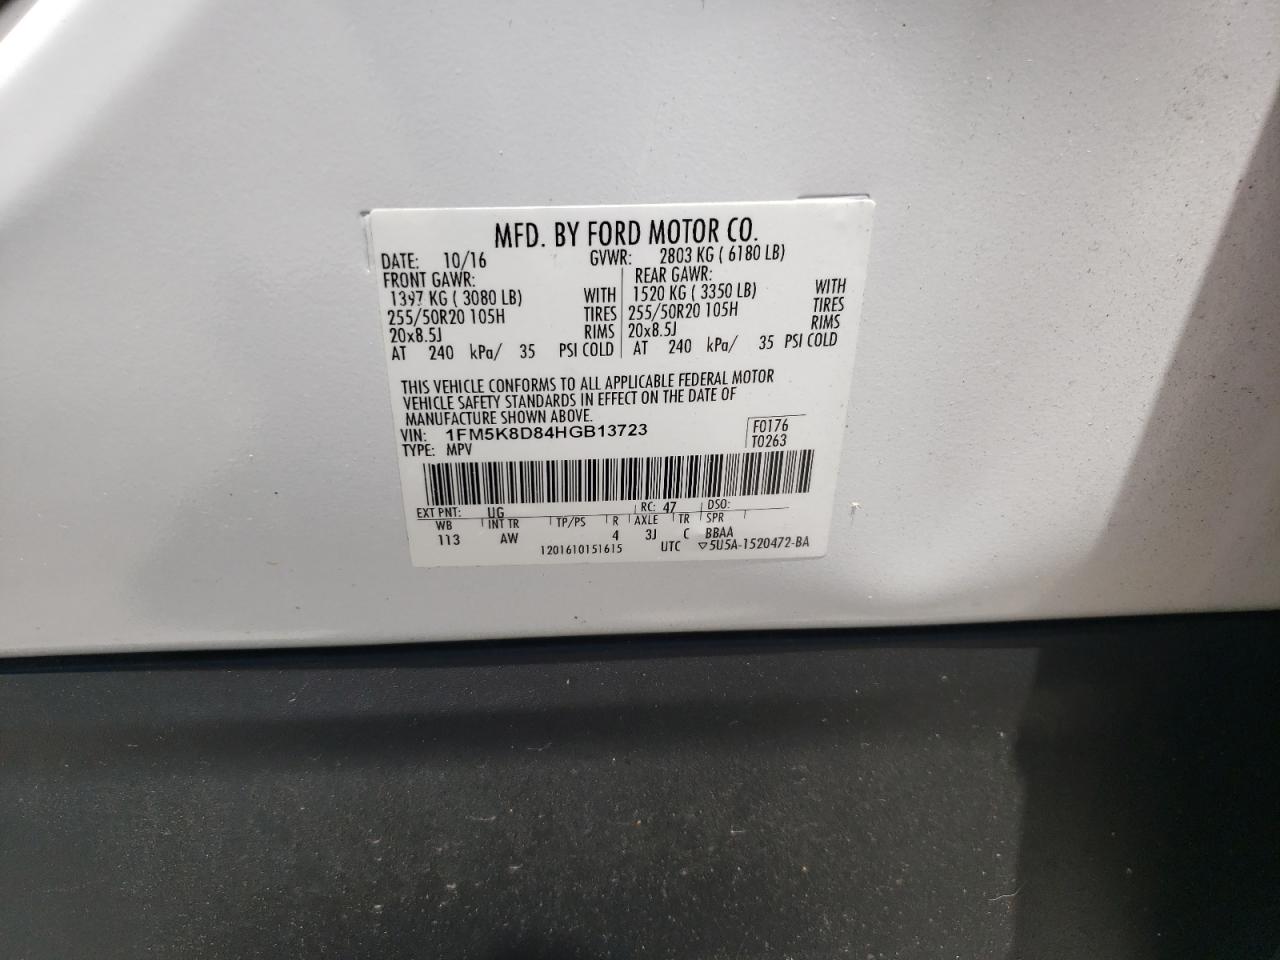 MFD. BY FORD MOTOR CO.
DATE: 10/16 GVWR: 2803 KG ( 6180 LB)
FRONT GAWR: REAR GAWR:
1397 KG ( 3080 LB) WITH 1520 KG ( 3350 LB) WITH
255/50R20 105H TIRES 255/50R20 105H TIRES
20x8.5J RIMS 20x8.5J RIMS
AT 240 kPa/ 35 PSI COLD AT 240 kPa/ 35 PSI COLD
THIS VEHICLE CONFORMS TO ALL APPLICABLE FEDERAL MOTOR
VEHICLE SAFETY STANDARDS IN EFFECT ON THE DATE OF
MANUFACTURE SHOWN ABOVE.
VIN: 1FM5K8D84HGB13723 F0176
TYPE: MPV T0263
EXT PNT: UG RC: 47 DSO:
WB INT TR TP/PS R AXLE TR SPR
113 AW 4 3J C BBAA
1201610151615 UTC ▽5U5A-1520472-BA